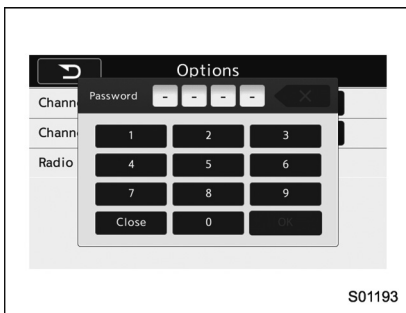 Options
Password - - - -
Chann
1 2 3
Chann
4 5 6
Radio
7 8 9
Close 0 OK
S01193